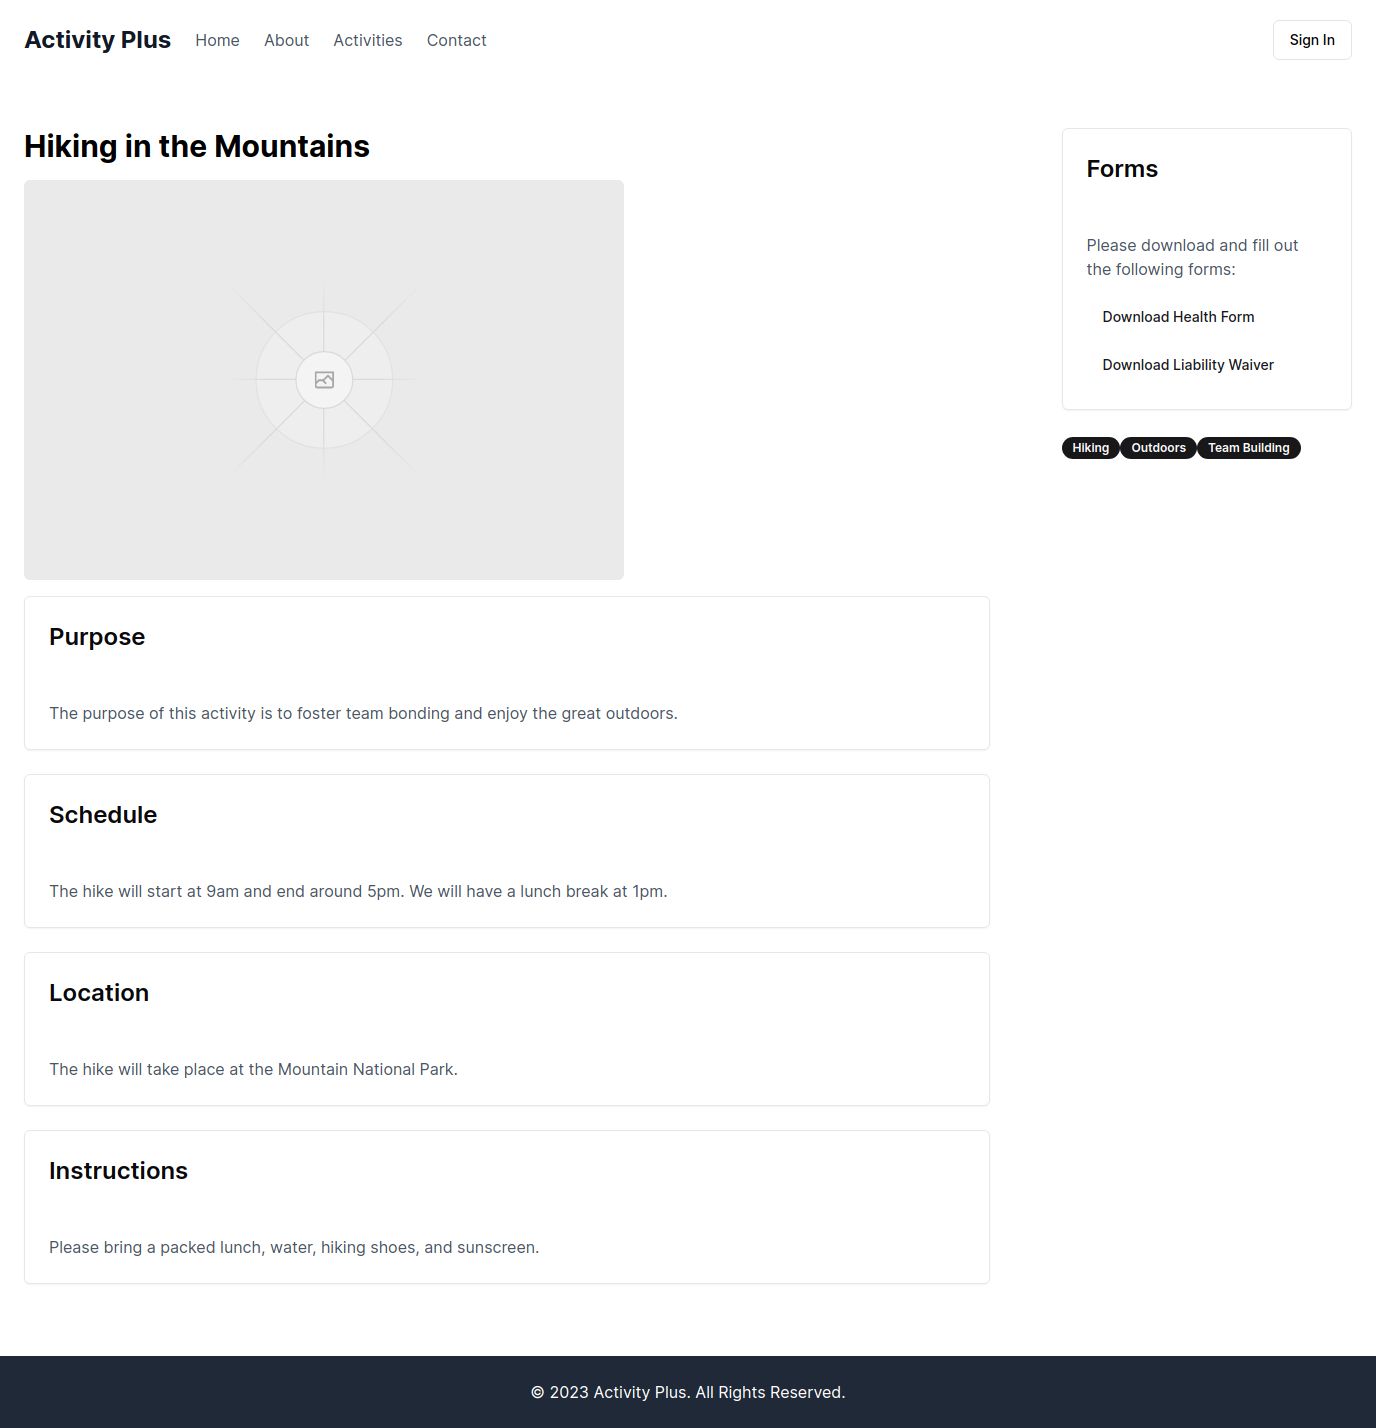 Activity Plus
Home
About
Activities
Contact
Sign In
Hiking in the Mountains
Purpose
The purpose of this activity is to foster team bonding and enjoy the great outdoors.
Schedule
The hike will start at 9am and end around 5pm. We will have a lunch break at 1pm.
Location
The hike will take place at the Mountain National Park.
Instructions
Please bring a packed lunch, water, hiking shoes, and sunscreen.
Forms
Please download and fill out
the following forms:
Download Health Form
Download Liability Waiver
Hiking
Outdoors
Team Building
© 2023 Activity Plus. All Rights Reserved.